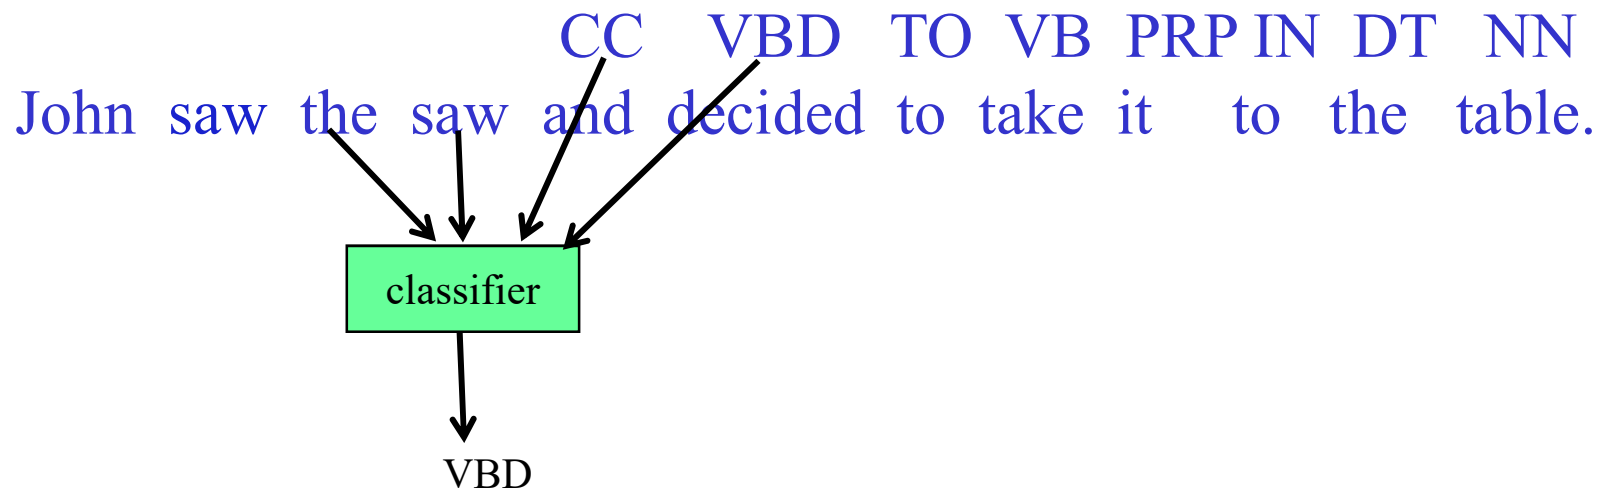 CC VBD TO VB PRP IN DT NN
John saw the saw and decided to take it to the table.
classifier
VBD